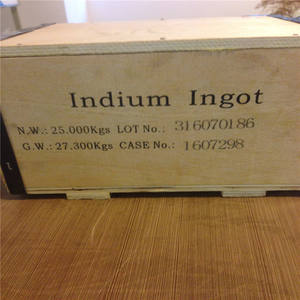 Indium Ingot
N.W.: 25.000Kgs LOT No.: 316070186
G.W.: 27.300Kgs CASE No.: 1607298